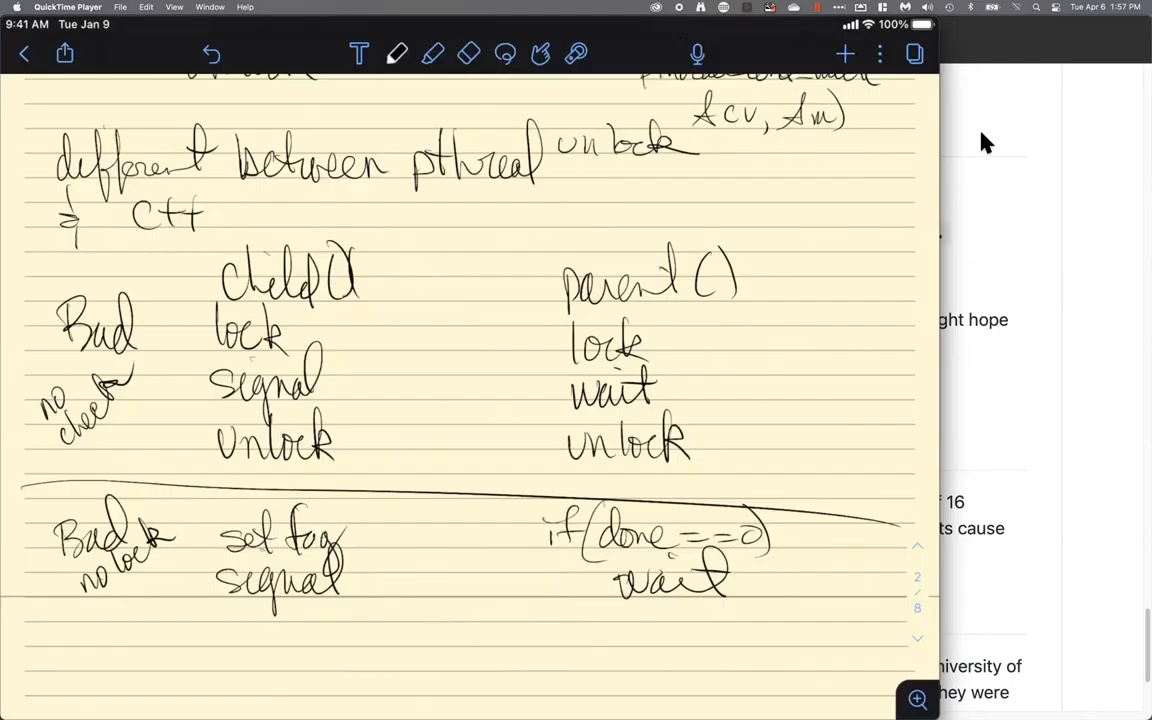 QuickTime Player File Edit View Window Help Tue Apr 6 1:57 PM
9:41 AM Tue Jan 9 100%
T
&cv, &m)
different between pthread unlock
& C++
child() parent()
Bad lock lock
no check signal wait
unlock unlock
Bad no lock set flag if(done==0)
signal wait
2
/
8
ght hope
f 16
ts cause
niversity of
hey were